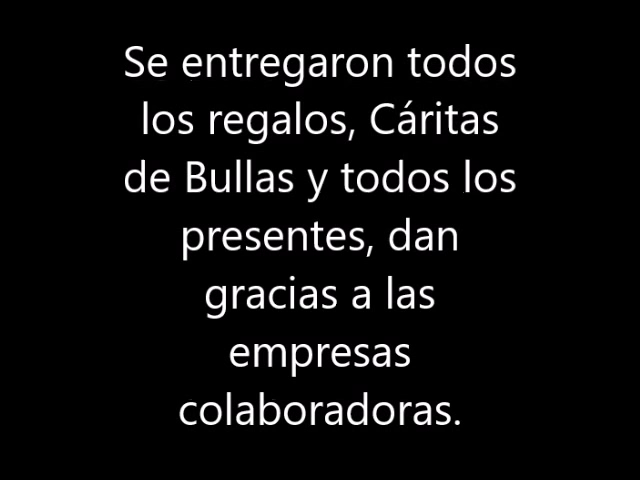 Se entregaron todos
los regalos, Cáritas
de Bullas y todos los
presentes, dan
gracias a las
empresas
colaboradoras.